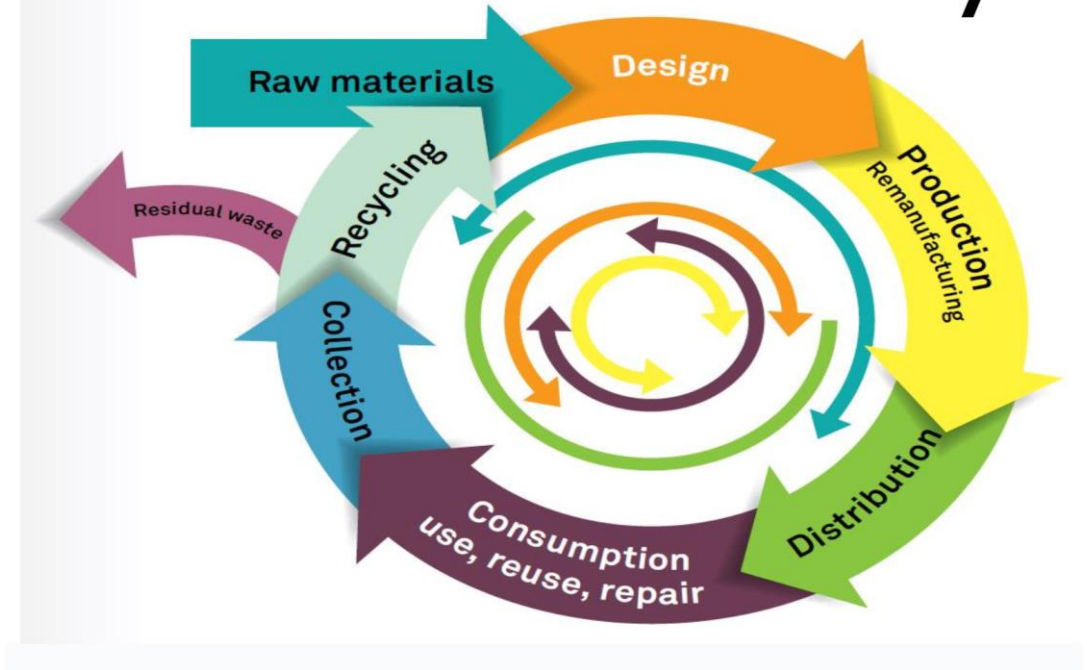 Raw materials
Design
Production
Remanufacturing
Distribution
Consumption
use, reuse, repair
Collection
Recycling
Residual waste